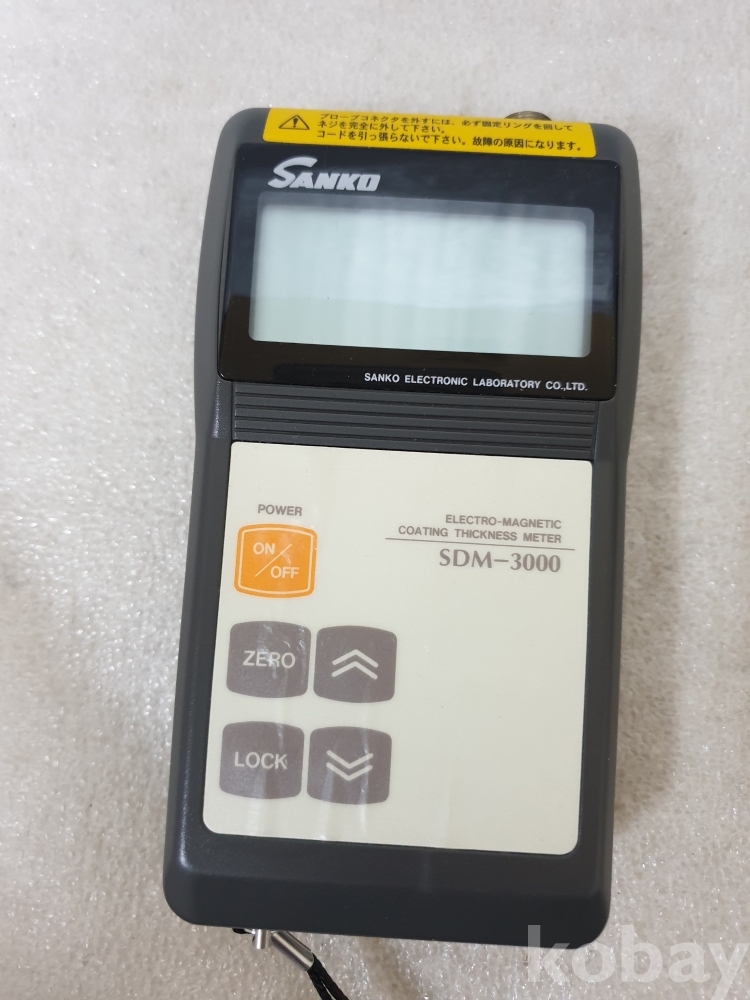 プローブコネクタを外すには、必ず固定リングを回して
ネジを完全に外して下さい。
コードを引っ張らないで下さい。故障の原因になります。
SANKO
SANKO ELECTRONIC LABORATORY CO.,LTD.
POWER
ON/OFF
ELECTRO-MAGNETIC
COATING THICKNESS METER
SDM-3000
ZERO
LOCK
kobay